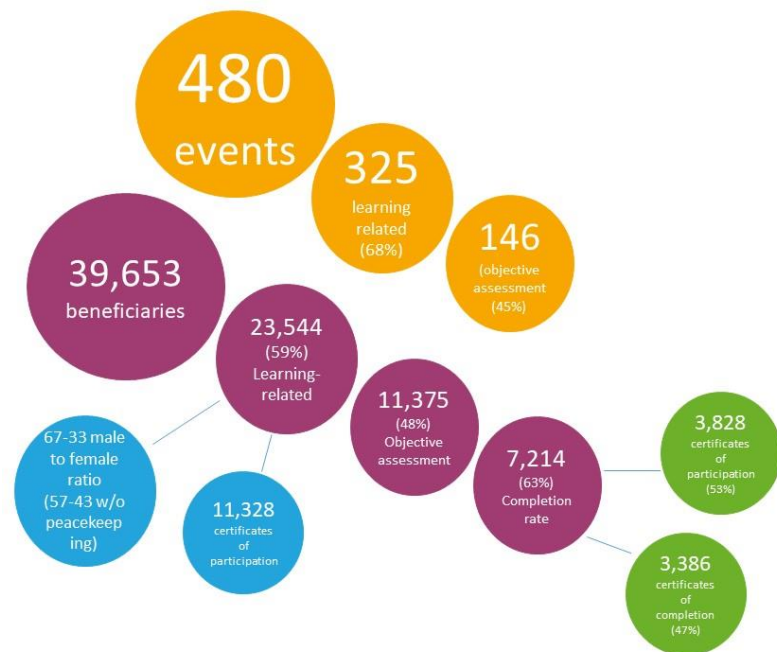 480
events
325
learning
related
(68%)
146
(objective
assessment
(45%)
39,653
beneficiaries
23,544
(59%)
Learning-
related
11,375
(48%)
Objective
assessment
7,214
(63%)
Completion
rate
3,828
certificates
of
participation
(53%)
3,386
certificates
of
completion
(47%)
67-33 male
to female
ratio
(57-43 w/o
peacekeep
ing)
11,328
certificates
of
participation